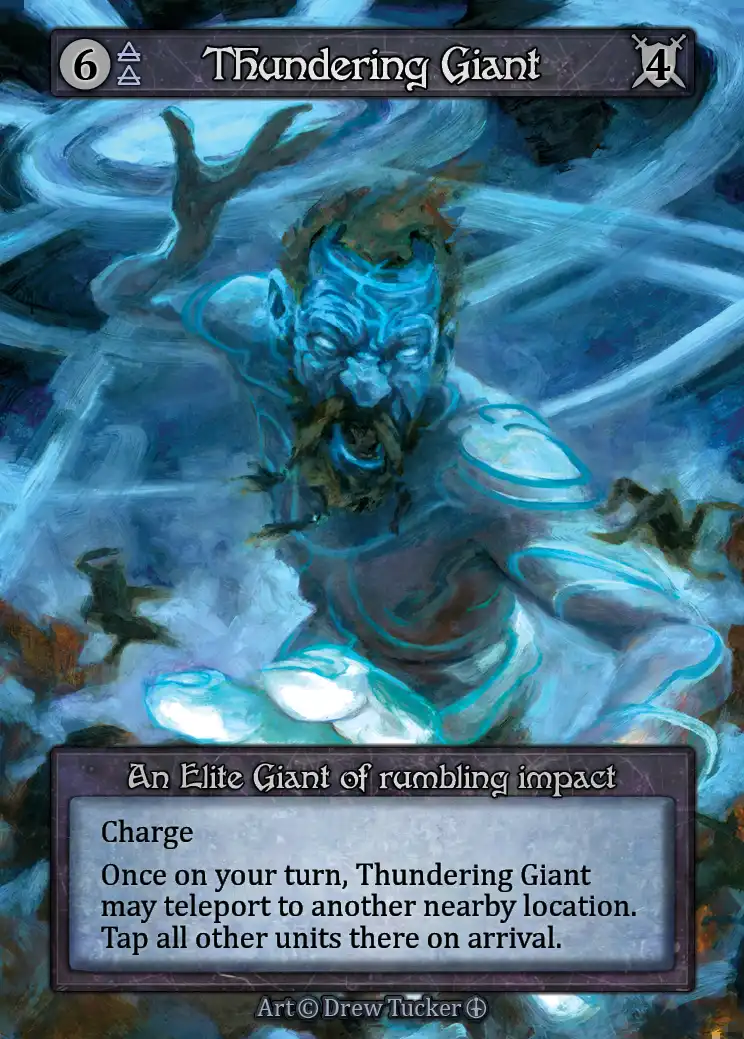 6 Thundering Giant 4
An Elite Giant of rumbling impact
Charge
Once on your turn, Thundering Giant
may teleport to another nearby location.
Tap all other units there on arrival.
Art © Drew Tucker